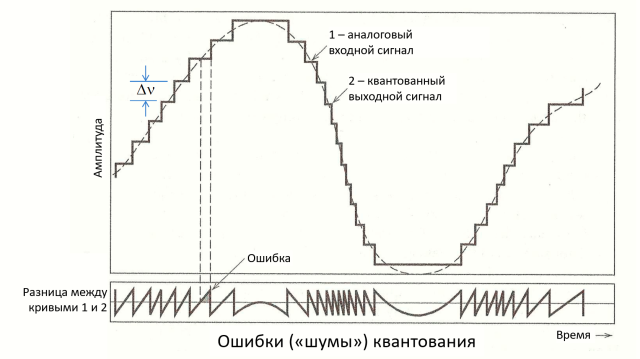 1 – аналоговый
входной сигнал
Δν
2 – квантованный
выходной сигнал
Амплитуда
Ошибка
Разница между
кривыми 1 и 2
Время →
Ошибки («шумы») квантования